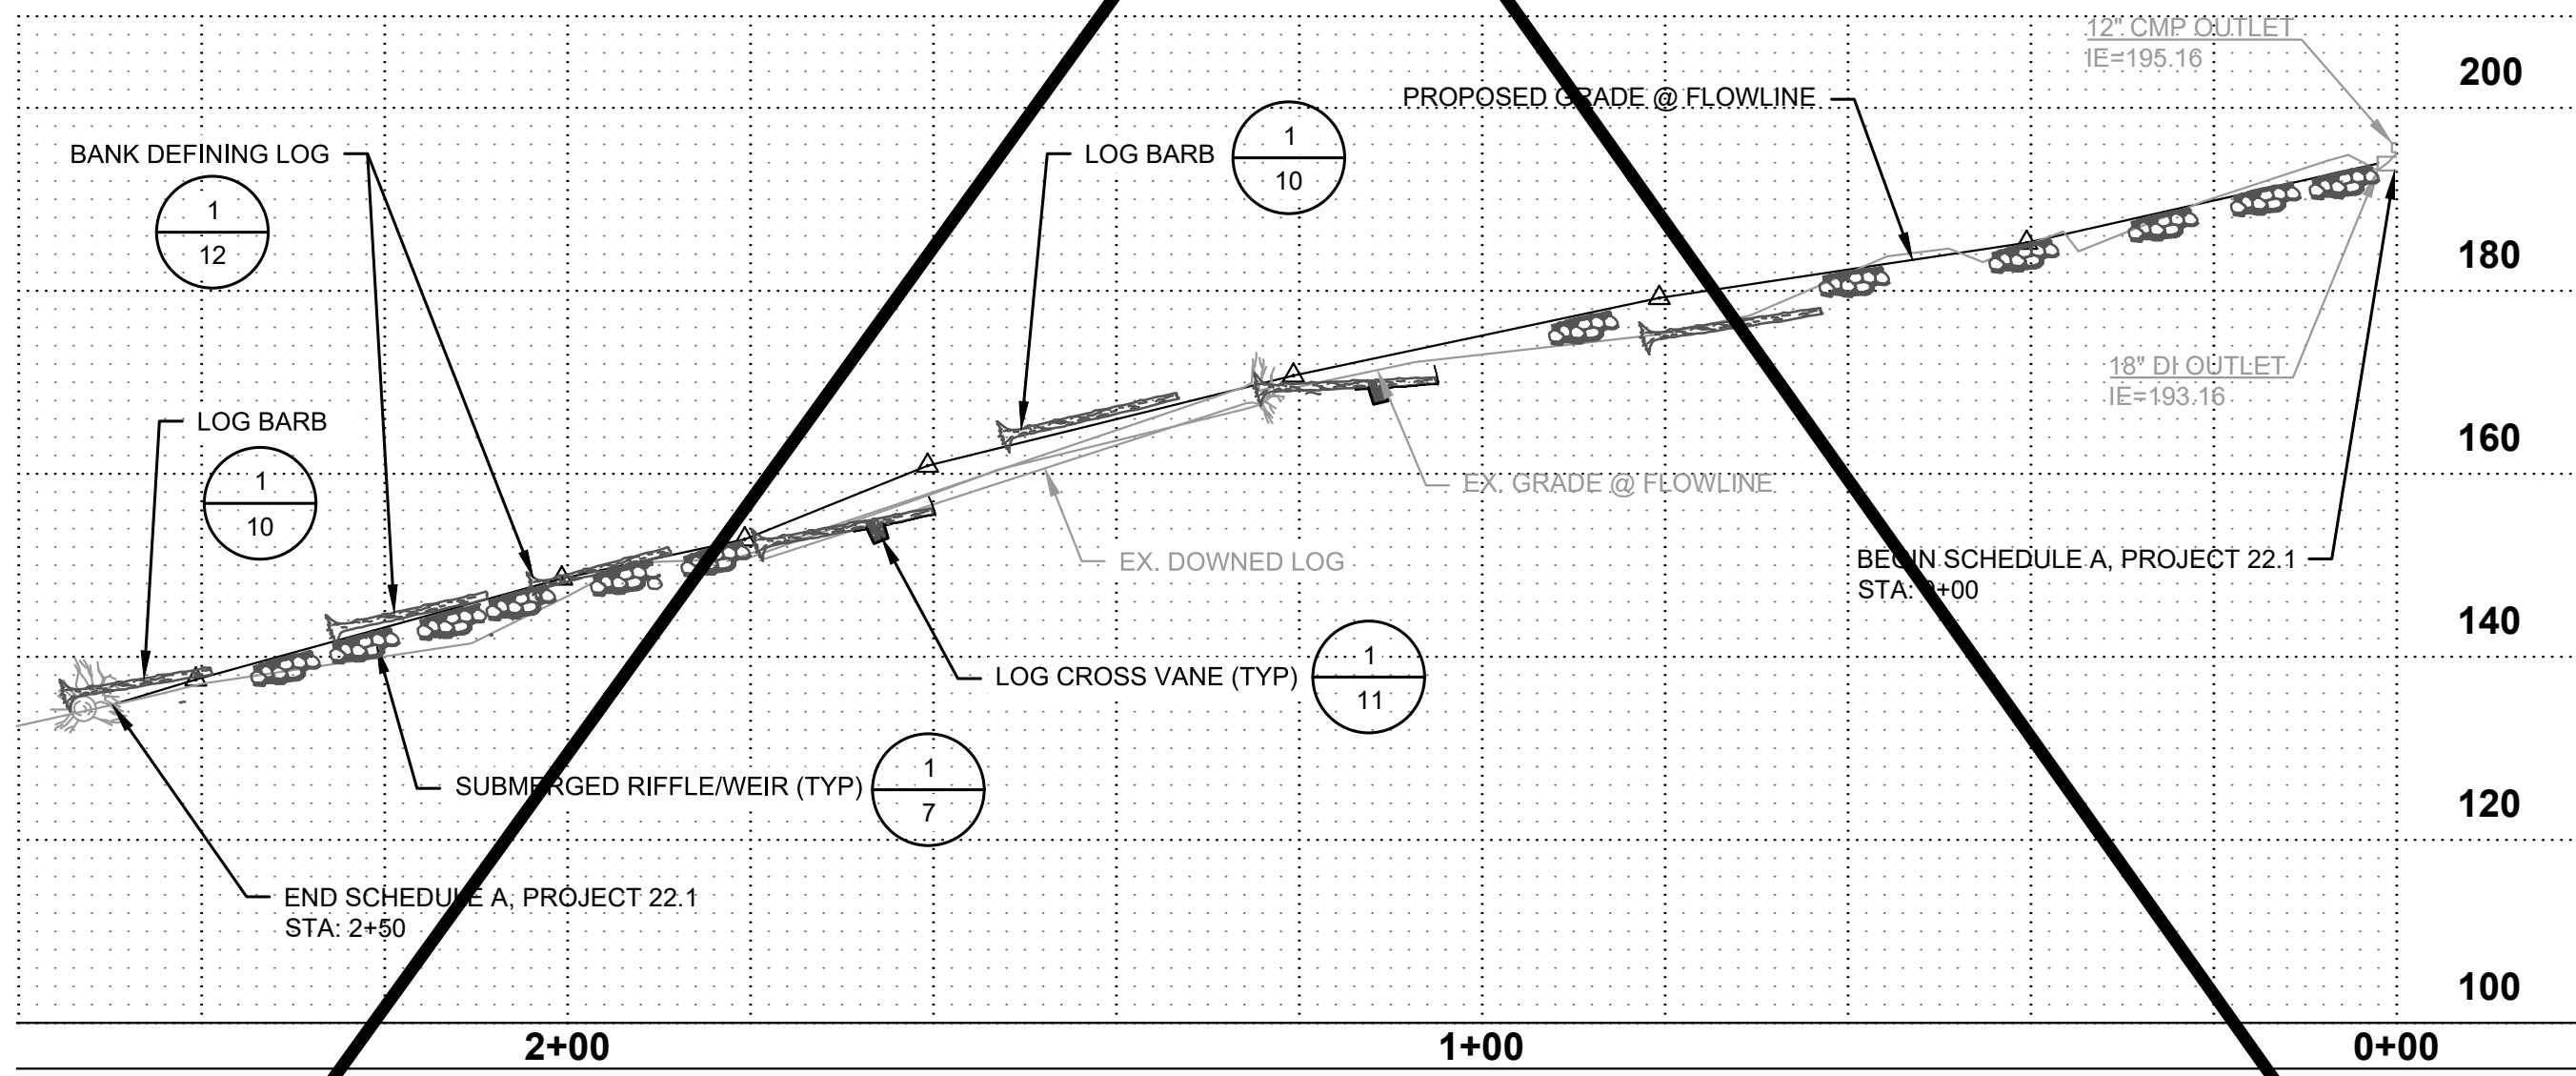 12" CMP OUTLET
IE=195.16
200
PROPOSED GRADE @ FLOWLINE
BANK DEFINING LOG
1
12
LOG BARB
1
10
180
18" DI OUTLET
IE=193.16
LOG BARB
1
10
160
EX. GRADE @ FLOWLINE
EX. DOWNED LOG
BEGIN SCHEDULE A, PROJECT 22.1
STA: 0+00
140
LOG CROSS VANE (TYP)
1
11
SUBMERGED RIFFLE/WEIR (TYP)
1
7
120
END SCHEDULE A, PROJECT 22.1
STA: 2+50
100
2+00
1+00
0+00